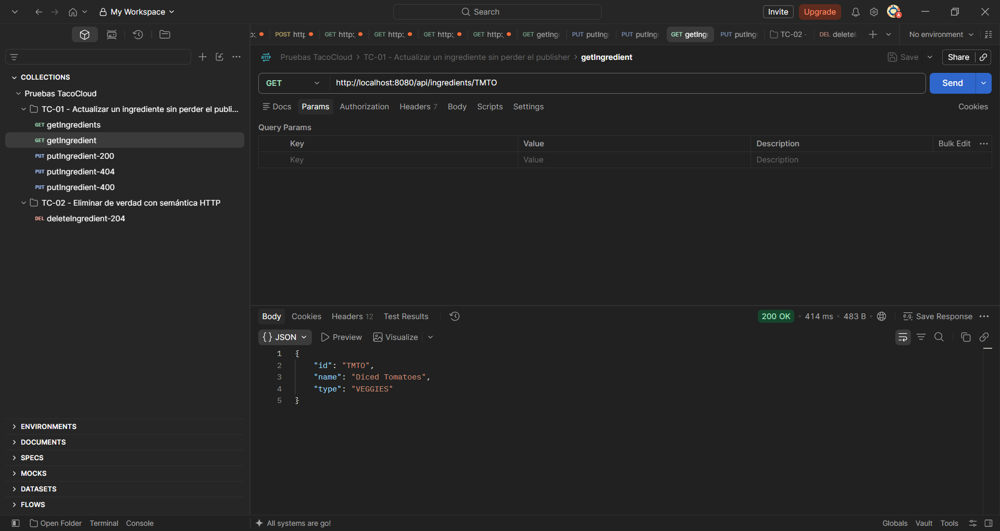 My Workspace
Search
Invite
Upgrade
POST http
GET http:
GET http:
GET http:
GET http:
GET getIng
PUT putIng
PUT putIng
GET getIng
PUT putIng
TC-02 -
DEL deleteI
No environment
COLLECTIONS
Pruebas TacoCloud
TC-01 - Actualizar un ingrediente sin perder el publi...
GET getIngredients
GET getIngredient
PUT putIngredient-200
PUT putIngredient-404
PUT putIngredient-400
TC-02 - Eliminar de verdad con semántica HTTP
DEL deleteIngredient-204
ENVIRONMENTS
DOCUMENTS
SPECS
MOCKS
DATASETS
FLOWS
HTTP Pruebas TacoCloud > TC-01 - Actualizar un ingrediente sin perder el publisher > getIngredient
Save
Share
GET http://localhost:8080/api/ingredients/TMTO
Send
Docs Params Authorization Headers 7 Body Scripts Settings
Cookies
Query Params
Key Value Description Bulk Edit
Key Value Description
Body Cookies Headers 12 Test Results
200 OK • 414 ms • 483 B
e.g. Save Response
{} JSON Preview Visualize
1 {
2 "id": "TMTO",
3 "name": "Diced Tomatoes",
4 "type": "VEGGIES"
5 }
Open Folder Terminal Console
All systems are go!
Globals Vault Tools